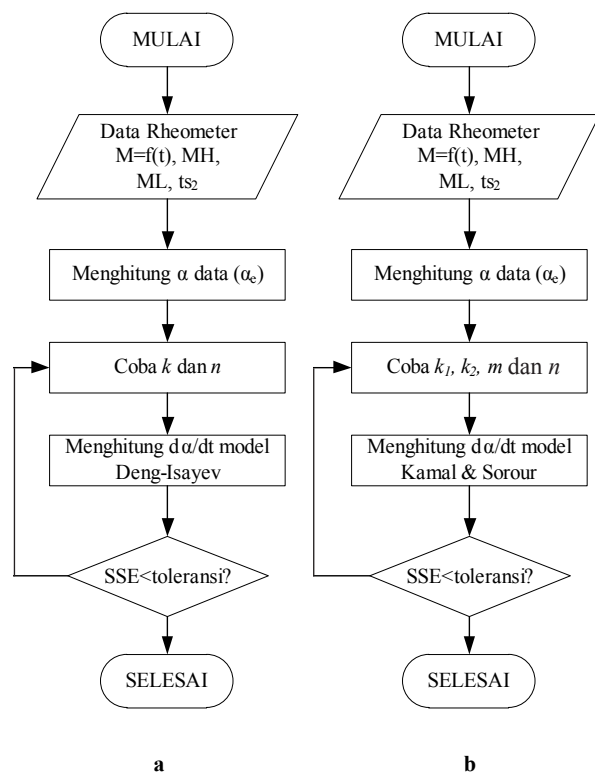 MULAI
Data Rheometer
M=f(t), MH,
ML, ts₂
Menghitung α data (αₑ)
Coba k dan n
Menghitung dα/dt model
Deng-Isayev
SSE<toleransi?
SELESAI
a
MULAI
Data Rheometer
M=f(t), MH,
ML, ts₂
Menghitung α data (αₑ)
Coba k₁, k₂, m dan n
Menghitung dα/dt model
Kamal & Sorour
SSE<toleransi?
SELESAI
b